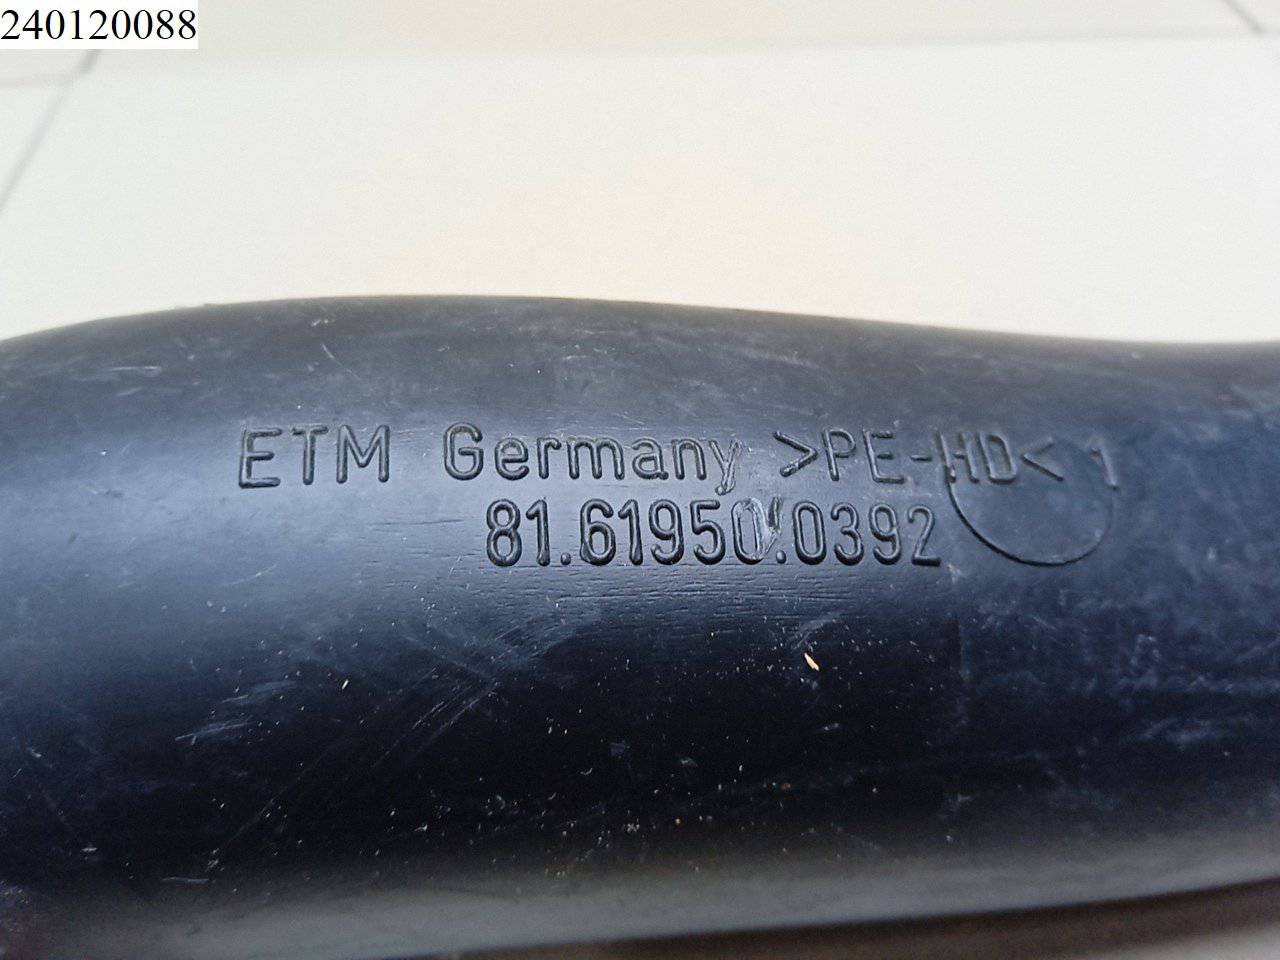 240120088
ETM Germany >PE-HD< 1
81.61950.0392